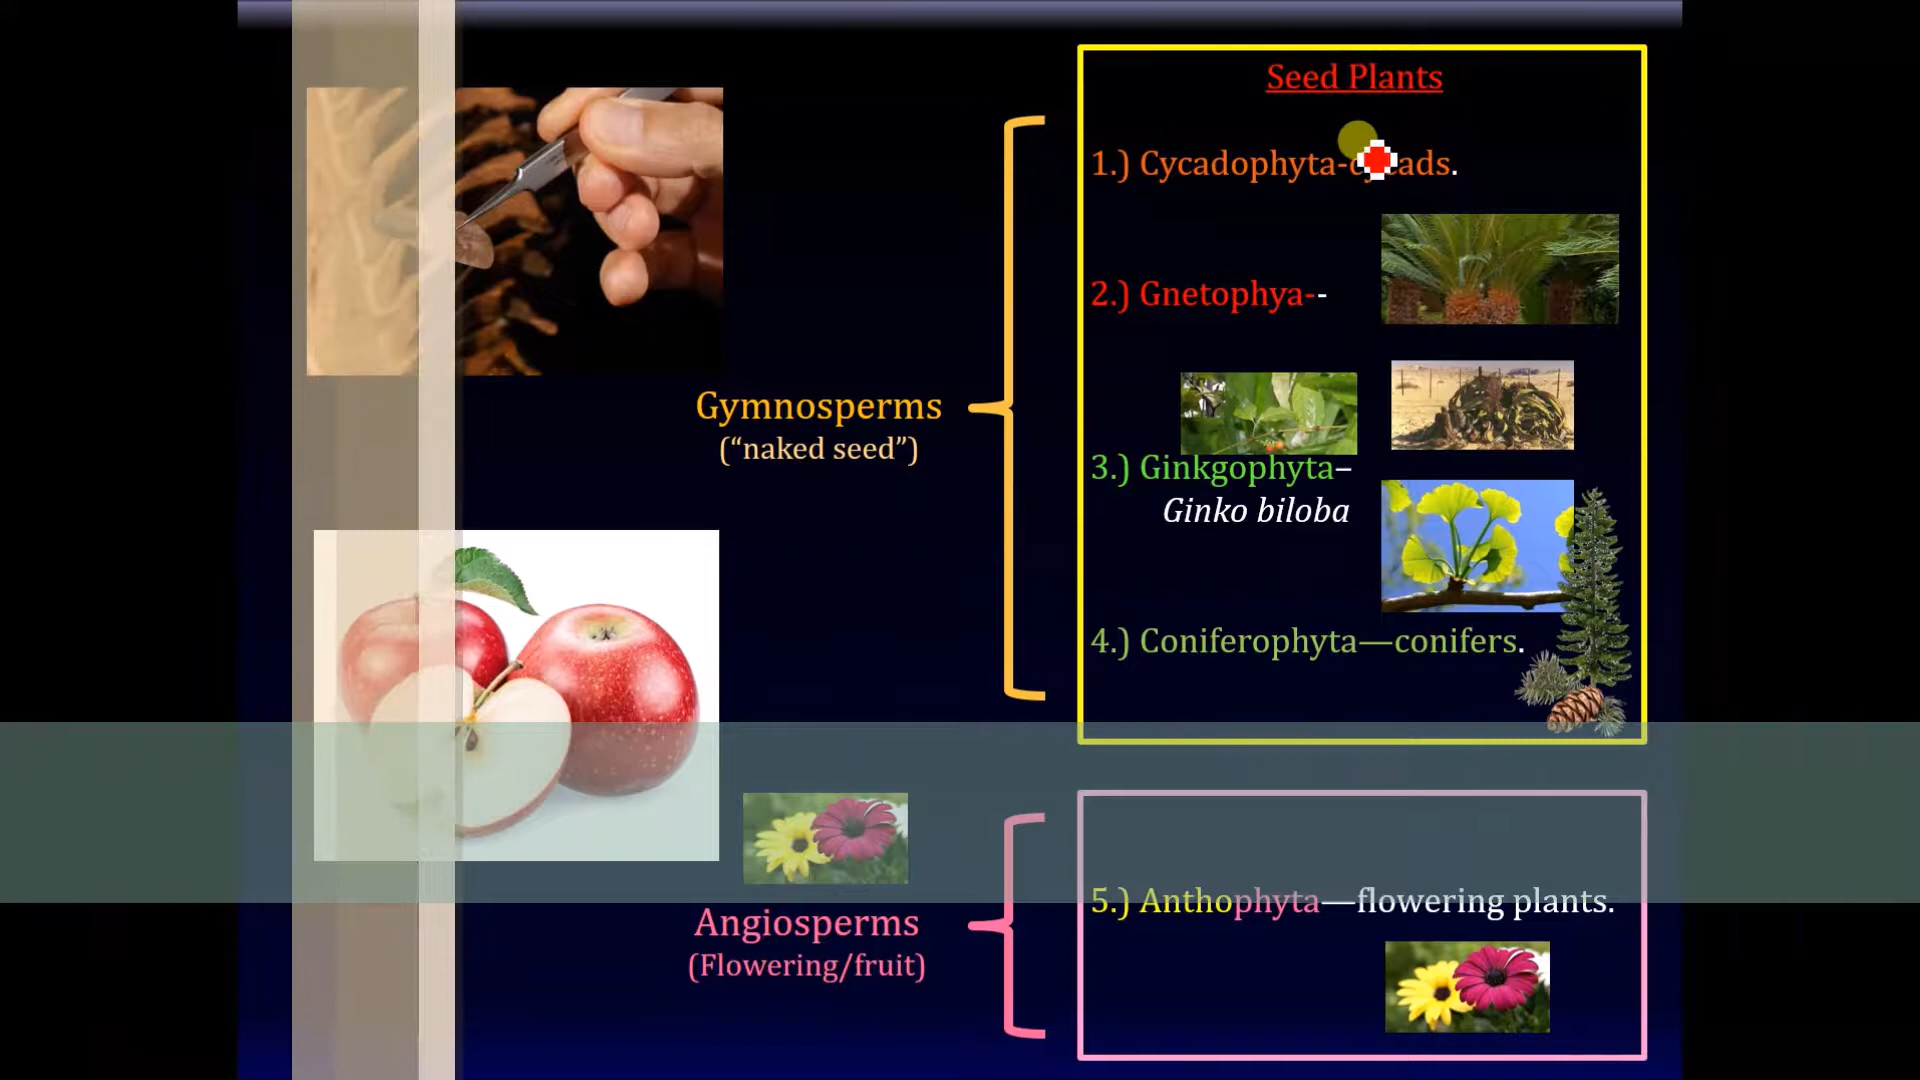 Seed Plants
1.) Cycadophyta-cycads.
2.) Gnetophya--
Gymnosperms
(“naked seed”)
3.) Ginkgophyta–
Ginko biloba
4.) Coniferophyta—conifers.
5.) Anthophyta—flowering plants.
Angiosperms
(Flowering/fruit)